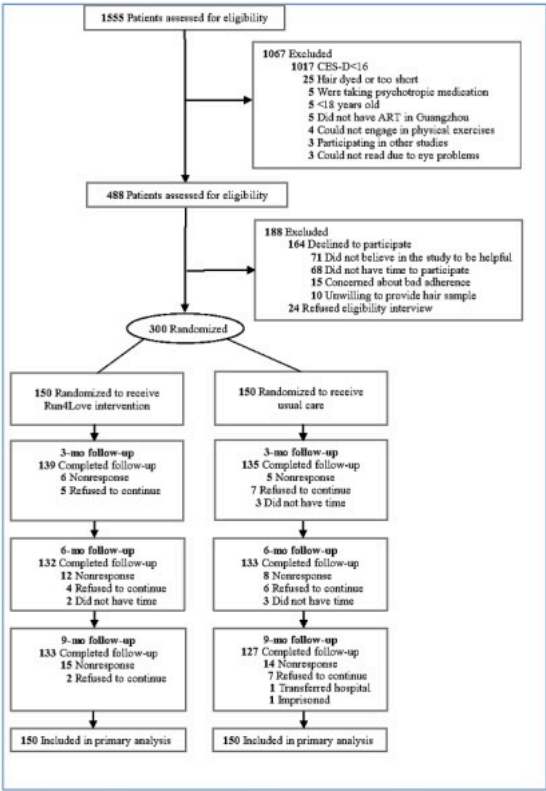 1555 Patients assessed for eligibility
1067 Excluded
1017 CES-D<16
25 Hair dyed or too short
5 Were taking psychotropic medication
5 <18 years old
5 Did not have ART in Guangzhou
4 Could not engage in physical exercises
3 Participating in other studies
3 Could not read due to eye problems
488 Patients assessed for eligibility
188 Excluded
164 Declined to participate
71 Did not believe in the study to be helpful
68 Did not have time to participate
15 Concerned about bad adherence
10 Unwilling to provide hair sample
24 Refused eligibility interview
300 Randomized
150 Randomized to receive
Run4Love intervention
150 Randomized to receive
usual care
3-mo follow-up
139 Completed follow-up
6 Nonresponse
5 Refused to continue
3-mo follow-up
135 Completed follow-up
5 Nonresponse
7 Refused to continue
3 Did not have time
6-mo follow-up
132 Completed follow-up
12 Nonresponse
4 Refused to continue
2 Did not have time
6-mo follow-up
133 Completed follow-up
8 Nonresponse
6 Refused to continue
3 Did not have time
9-mo follow-up
133 Completed follow-up
15 Nonresponse
2 Refused to continue
9-mo follow-up
127 Completed follow-up
14 Nonresponse
7 Refused to continue
1 Transferred hospital
1 Imprisoned
150 Included in primary analysis
150 Included in primary analysis